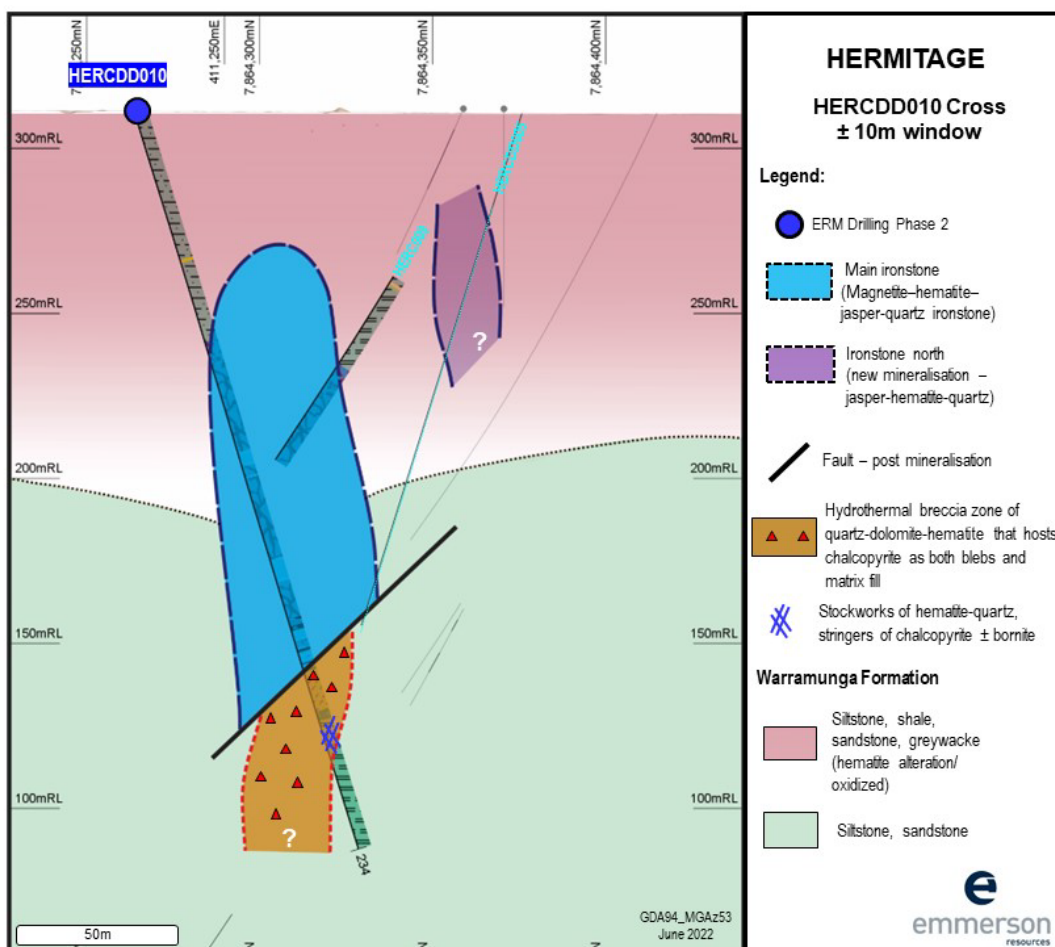 7,250mN
411,250mE
7,864,300mN
7,864,350mN
7,864,400mN
HERCDD010
300mRL
300mRL
250mRL
250mRL
200mRL
200mRL
150mRL
150mRL
100mRL
100mRL
?
?
234
50m
GDA94_MGAz53
June 2022
HERMITAGE
HERCDD010 Cross
± 10m window
Legend:
ERM Drilling Phase 2
Main ironstone
(Magnetite–hematite–
jasper-quartz ironstone)
Ironstone north
(new mineralisation –
jasper-hematite-quartz)
Fault – post mineralisation
Hydrothermal breccia zone of
quartz-dolomite-hematite that hosts
chalcopyrite as both blebs and
matrix fill
Stockworks of hematite-quartz,
stringers of chalcopyrite ± bornite
Warramunga Formation
Siltstone, shale,
sandstone, greywacke
(hematite alteration/
oxidized)
Siltstone, sandstone
emmerson
resources